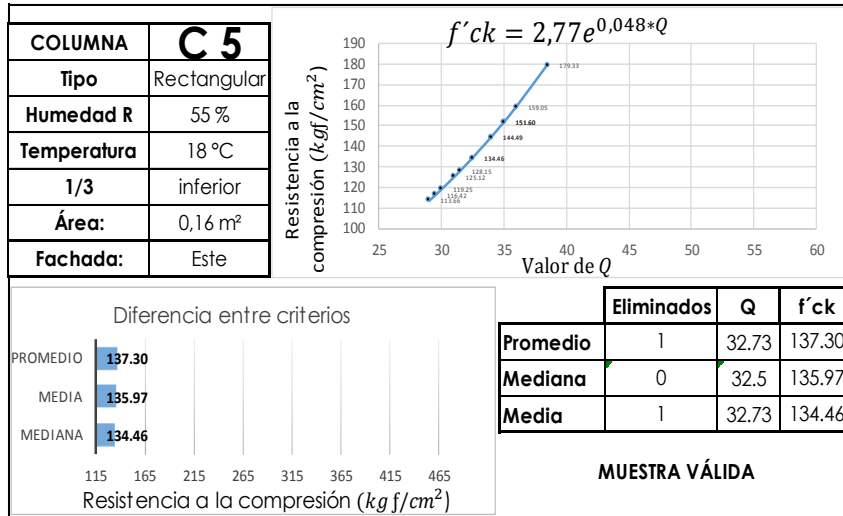 COLUMNA C 5
Tipo Rectangular
Humedad R 55 %
Temperatura 18 °C
1/3 inferior
Área: 0,16 m²
Fachada: Este
f´ck = 2,77e^0,048*Q
Resistencia a la
compresión (kgf/cm²)
190
180
170
160
150
140
130
120
110
100
179.33
159.05
151.60
144.49
134.46
128.15
125.12
119.25
116.42
113.66
25 30 35 40 45 50 55 60
Valor de Q
Diferencia entre criterios
PROMEDIO 137.30
MEDIA 135.97
MEDIANA 134.46
115 165 215 265 315 365 415 465
Resistencia a la compresión (kg f/cm²)
Eliminados Q f´ck
Promedio 1 32.73 137.30
Mediana 0 32.5 135.97
Media 1 32.73 134.46
MUESTRA VÁLIDA